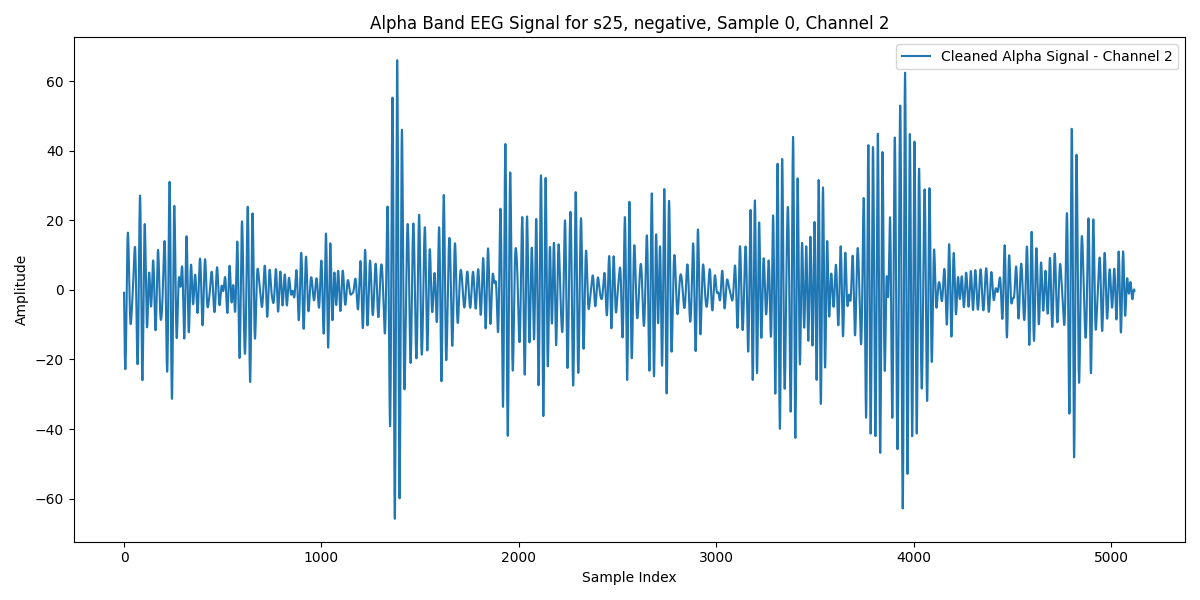 Alpha Band EEG Signal for s25, negative, Sample 0, Channel 2
Cleaned Alpha Signal - Channel 2
60
40
20
0
−20
−40
−60
Amplitude
0 1000 2000 3000 4000 5000
Sample Index